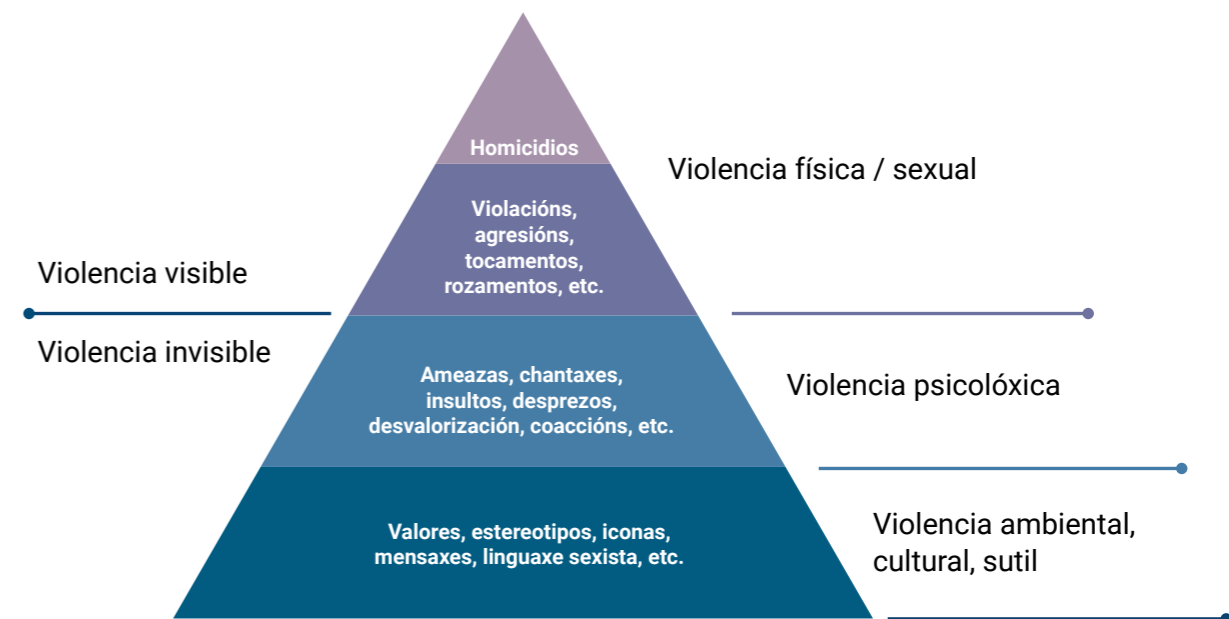 Homicidios
Violencia física / sexual
Violacións,
agresións,
tocamentos,
rozamentos, etc.
Violencia visible
Violencia invisible
Ameazas, chantaxes,
insultos, desprezos,
desvalorización, coaccións, etc.
Violencia psicolóxica
Valores, estereotipos, iconas,
mensaxes, linguaxe sexista, etc.
Violencia ambiental,
cultural, sutil